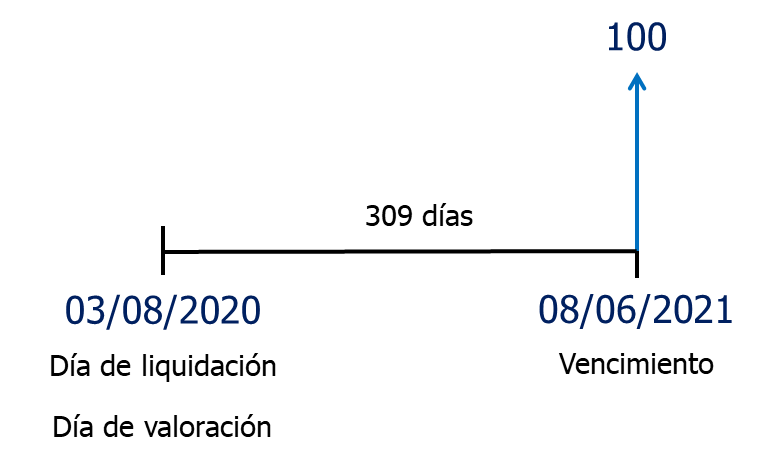 100
309 días
03/08/2020
08/06/2021
Día de liquidación
Vencimiento
Día de valoración